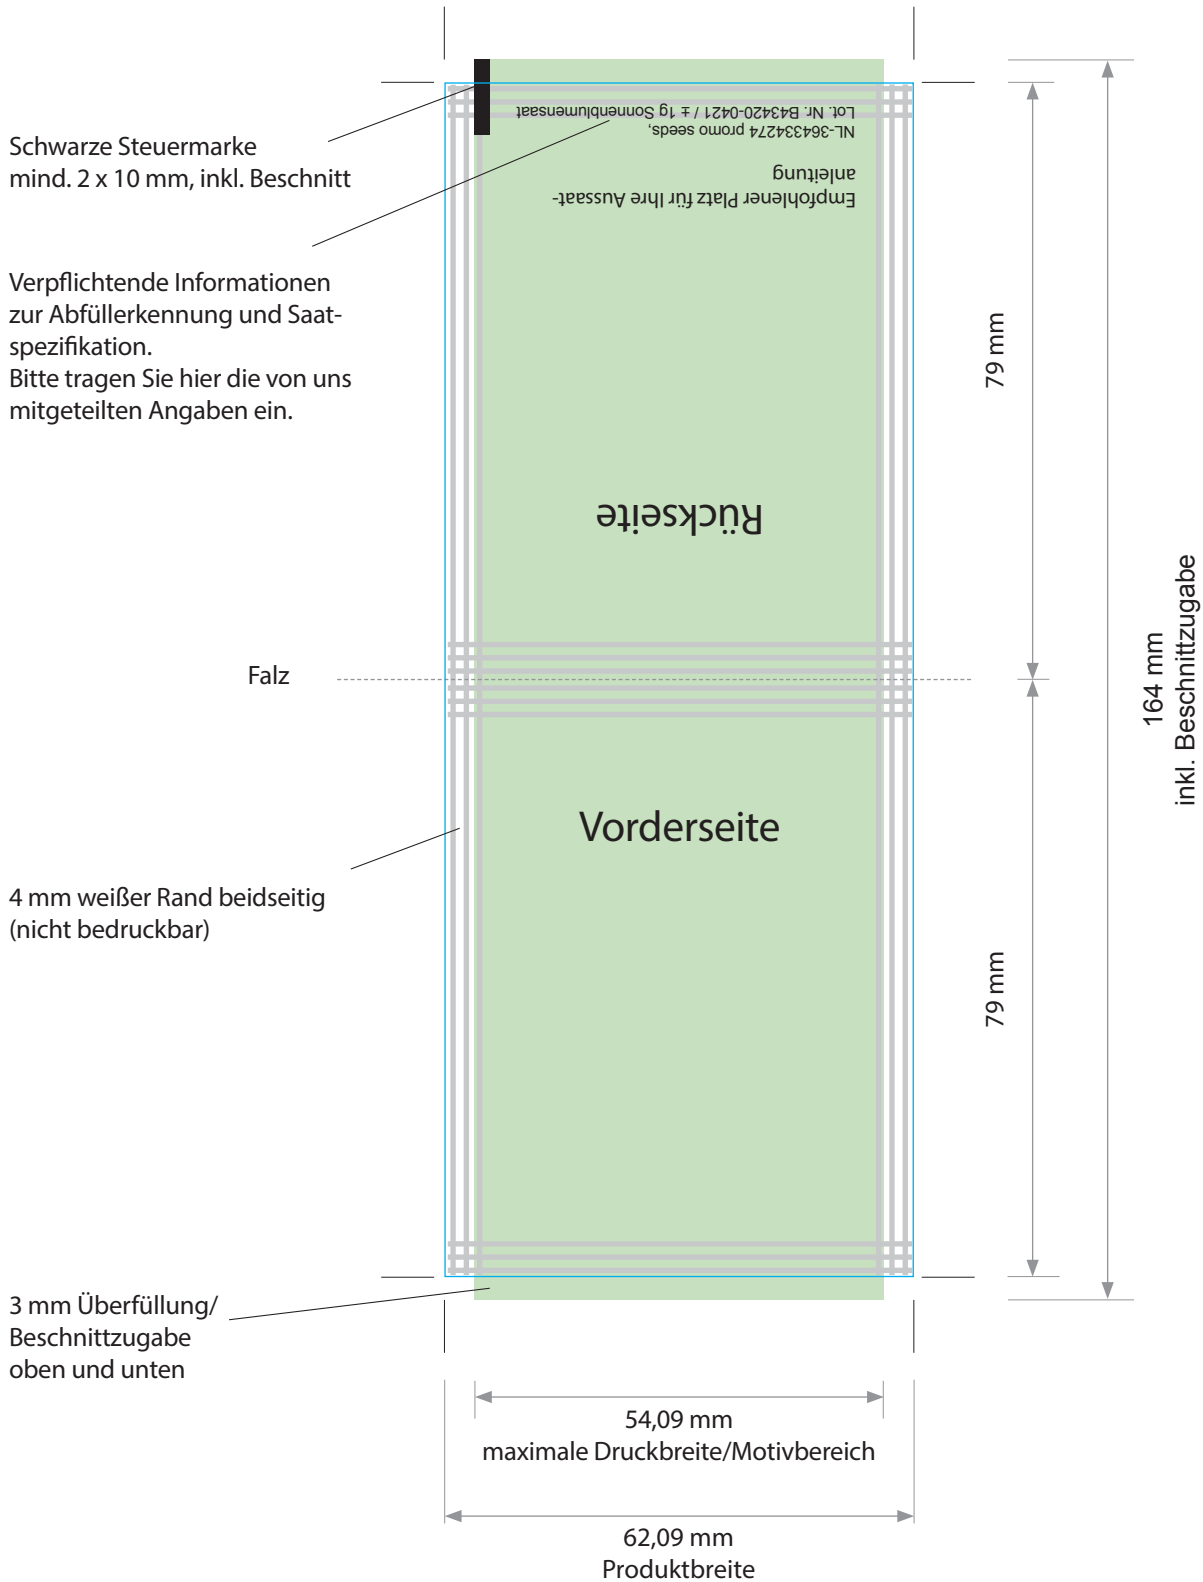 Schwarze Steuermarke
mind. 2 x 10 mm, inkl. Beschnitt
Verpflichtende Informationen
zur Abfüllerkennung und Saat-
spezifikation.
Bitte tragen Sie hier die von uns
mitgeteilten Angaben ein.
Empfohlener Platz für Ihre Aussaat-
anleitung
NL-364334274 promo seeds,
Lot. Nr. B43420-0421 / ± 1g Sonnenblumensaat
Rückseite
Falz
Vorderseite
4 mm weißer Rand beidseitig
(nicht bedruckbar)
3 mm Überfüllung/
Beschnittzugabe
oben und unten
79 mm
79 mm
164 mm
inkl. Beschnittzugabe
54,09 mm
maximale Druckbreite/Motivbereich
62,09 mm
Produktbreite